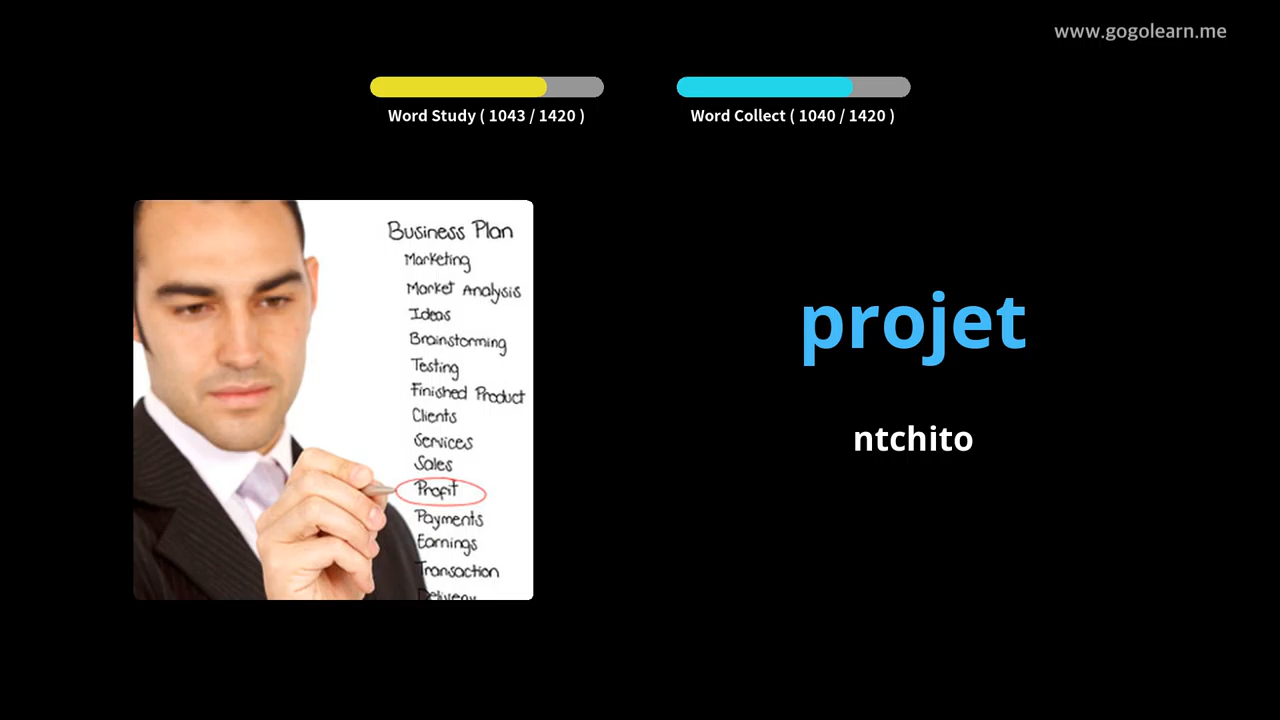 www.gogolearn.me
Word Study ( 1043 / 1420 )
Word Collect ( 1040 / 1420 )
Business Plan
Marketing
Market Analysis
Ideas
Brainstorming
Testing
Finished Product
Clients
Services
Sales
Profit
Payments
Earnings
Transaction
Delivery
projet
ntchito